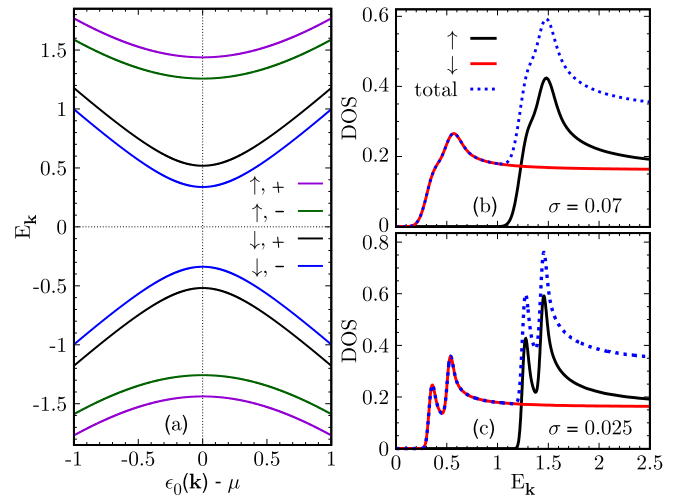 1.5
1
0.5
0
-0.5
-1
-1.5
E_k
↑, +
↑, −
↓, +
↓, −
(a)
-1 -0.5 0 0.5 1
ϵ₀(k) - μ
0.6
0.4
0.2
0
DOS
↑
↓
total
(b) σ = 0.07
0.8
0.6
0.4
0.2
0
DOS
(c) σ = 0.025
0 0.5 1 1.5 2 2.5
E_k